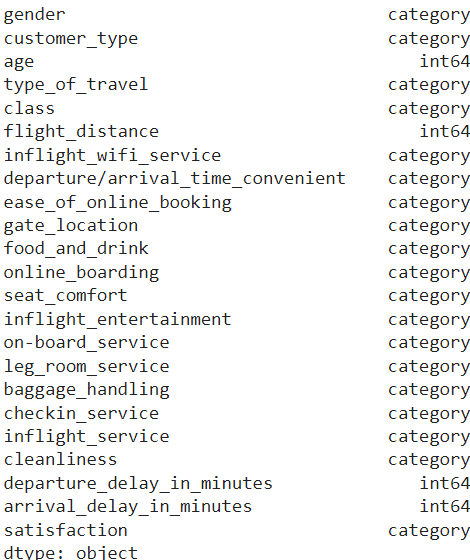 gender category
customer_type category
age int64
type_of_travel category
class category
flight_distance int64
inflight_wifi_service category
departure/arrival_time_convenient category
ease_of_online_booking category
gate_location category
food_and_drink category
online_boarding category
seat_comfort category
inflight_entertainment category
on-board_service category
leg_room_service category
baggage_handling category
checkin_service category
inflight_service category
cleanliness category
departure_delay_in_minutes int64
arrival_delay_in_minutes int64
satisfaction category
dtype: object